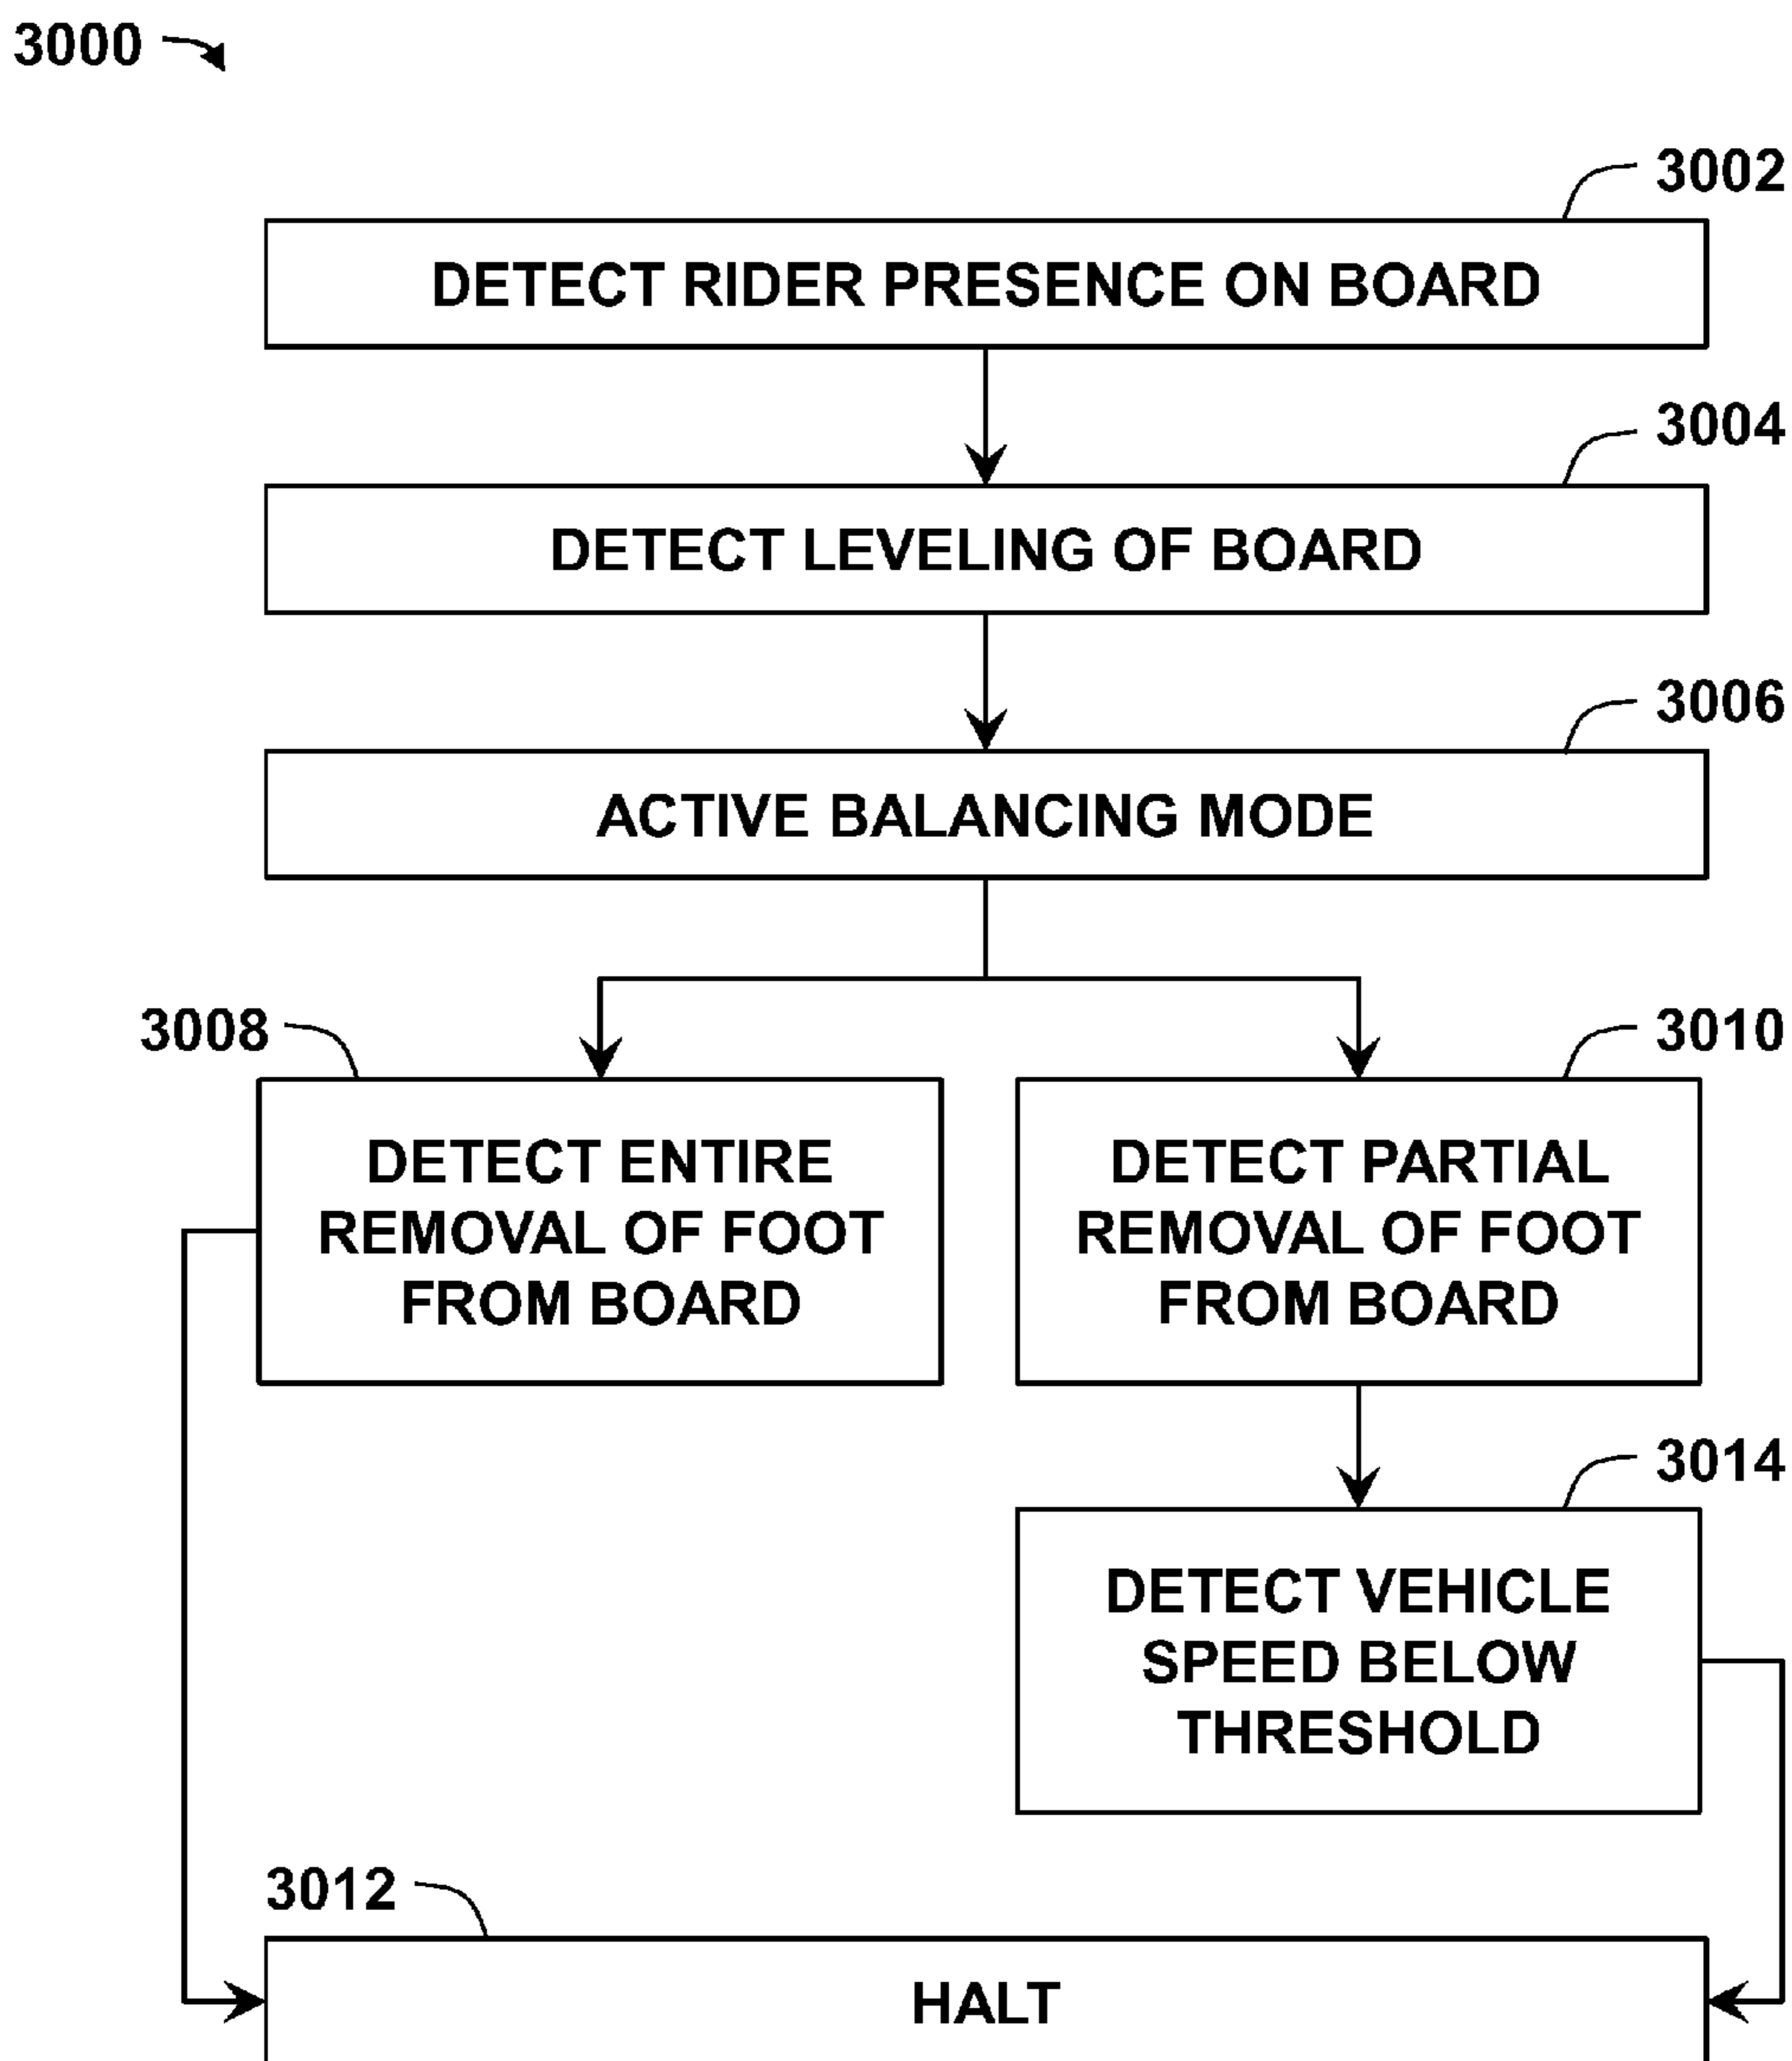 3000
3002
DETECT RIDER PRESENCE ON BOARD
3004
DETECT LEVELING OF BOARD
3006
ACTIVE BALANCING MODE
3008
3010
DETECT ENTIRE
REMOVAL OF FOOT
FROM BOARD
DETECT PARTIAL
REMOVAL OF FOOT
FROM BOARD
3014
DETECT VEHICLE
SPEED BELOW
THRESHOLD
3012
HALT